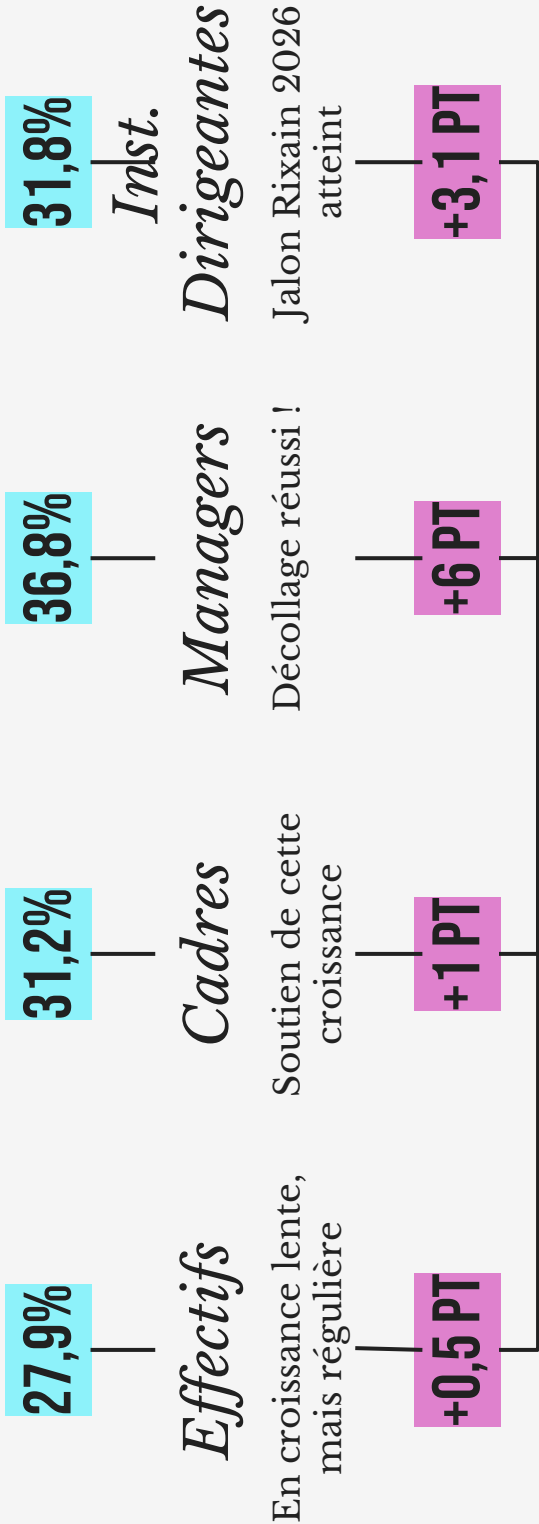 27,9%
Effectifs
En croissance lente,
mais régulière
+0,5 PT
31,2%
Cadres
Soutien de cette
croissance
+1 PT
36,8%
Managers
Décollage réussi !
+6 PT
31,8%
Inst.
Dirigeantes
Jalon Rixain 2026
atteint
+3,1 PT